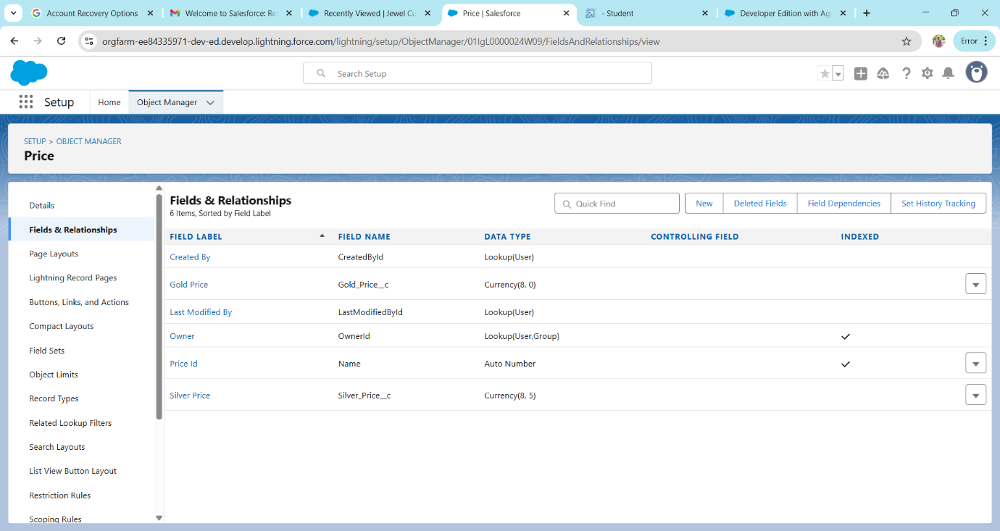 Account Recovery Options
Welcome to Salesforce: Re
Recently Viewed | Jewel Cu
Price | Salesforce
- Student
Developer Edition with Ag
orgfarm-ee84335971-dev-ed.develop.lightning.force.com/lightning/setup/ObjectManager/01IgL0000024W09/FieldsAndRelationships/view
Error
Search Setup
Setup
Home
Object Manager
SETUP > OBJECT MANAGER
Price
Details
Fields & Relationships
Page Layouts
Lightning Record Pages
Buttons, Links, and Actions
Compact Layouts
Field Sets
Object Limits
Record Types
Related Lookup Filters
Search Layouts
List View Button Layout
Restriction Rules
Scoping Rules
Fields & Relationships
6 Items, Sorted by Field Label
Quick Find
New
Deleted Fields
Field Dependencies
Set History Tracking
FIELD LABEL FIELD NAME DATA TYPE CONTROLLING FIELD INDEXED
Created By CreatedById Lookup(User)
Gold Price Gold_Price__c Currency(8, 0)
Last Modified By LastModifiedById Lookup(User)
Owner OwnerId Lookup(User,Group)
Price Id Name Auto Number
Silver Price Silver_Price__c Currency(8, 5)